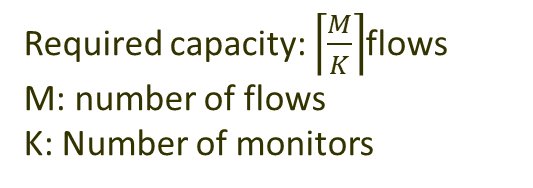 Required capacity: ⌈M/K⌉flows
M: number of flows
K: Number of monitors